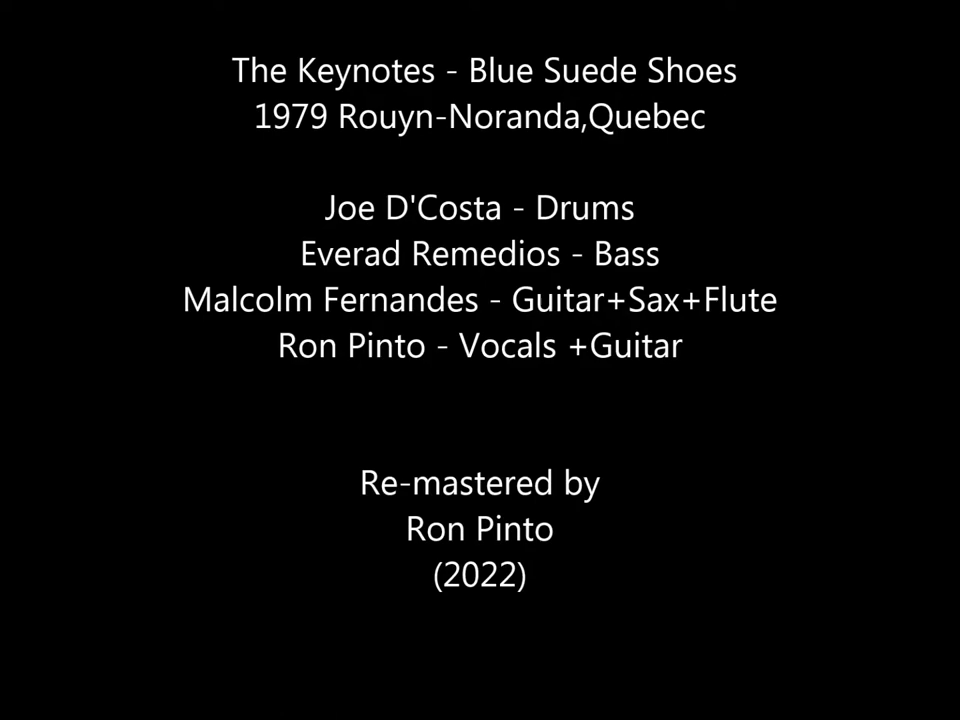 The Keynotes - Blue Suede Shoes
1979 Rouyn-Noranda,Quebec
Joe D'Costa - Drums
Everad Remedios - Bass
Malcolm Fernandes - Guitar+Sax+Flute
Ron Pinto - Vocals +Guitar
Re-mastered by
Ron Pinto
(2022)